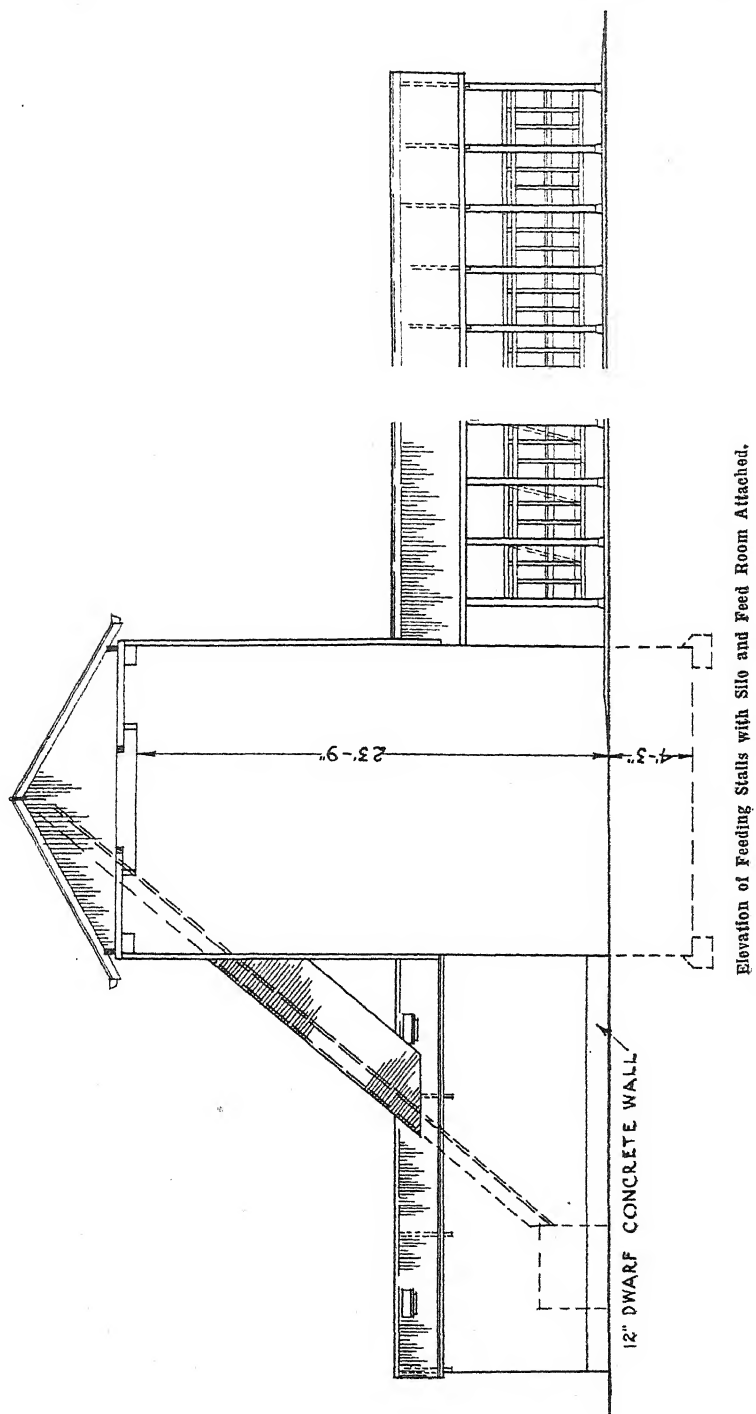 23'-9"
4'-3"
12" DWARF CONCRETE WALL
Elevation of Feeding Stalls with Silo and Feed Room Attached.